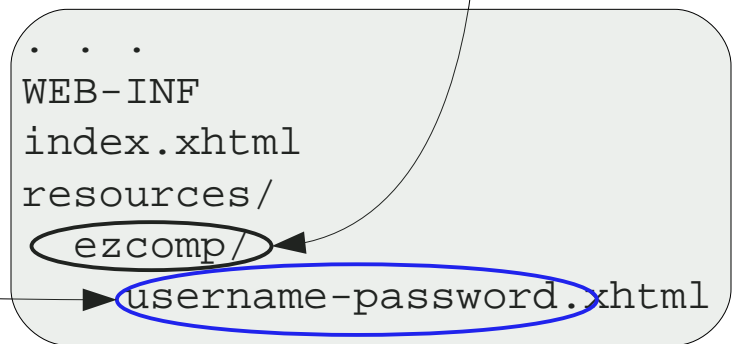 . . .
WEB-INF
index.xhtml
resources/
ezcomp/
username-password.xhtml